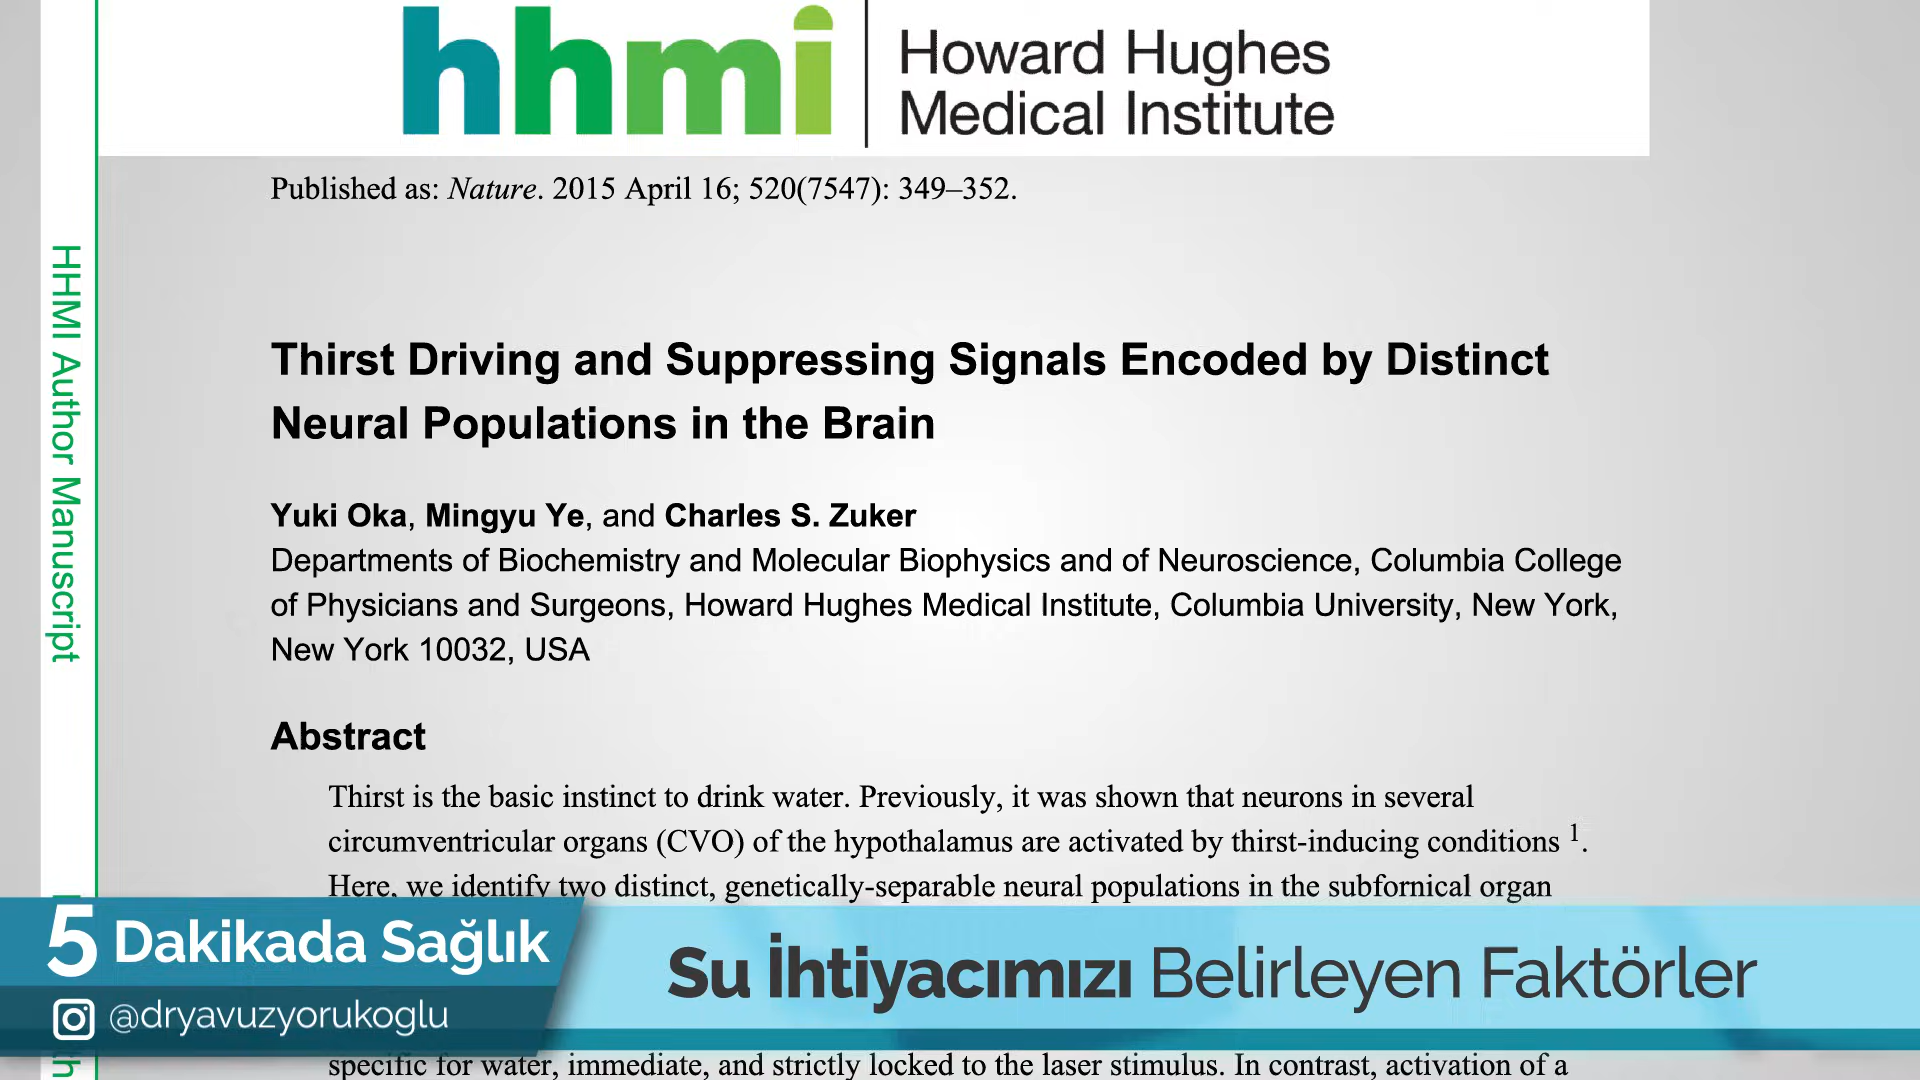 hhmi
Howard Hughes
Medical Institute
Published as: Nature. 2015 April 16; 520(7547): 349–352.
HHMI Author Manuscript
Thirst Driving and Suppressing Signals Encoded by Distinct
Neural Populations in the Brain
Yuki Oka, Mingyu Ye, and Charles S. Zuker
Departments of Biochemistry and Molecular Biophysics and of Neuroscience, Columbia College
of Physicians and Surgeons, Howard Hughes Medical Institute, Columbia University, New York,
New York 10032, USA
Abstract
Thirst is the basic instinct to drink water. Previously, it was shown that neurons in several
circumventricular organs (CVO) of the hypothalamus are activated by thirst-inducing conditions 1.
Here, we identify two distinct, genetically-separable neural populations in the subfornical organ
5 Dakikada Sağlık
@dryavuzyorukoglu
Su İhtiyacımızı Belirleyen Faktörler
specific for water, immediate, and strictly locked to the laser stimulus. In contrast, activation of a